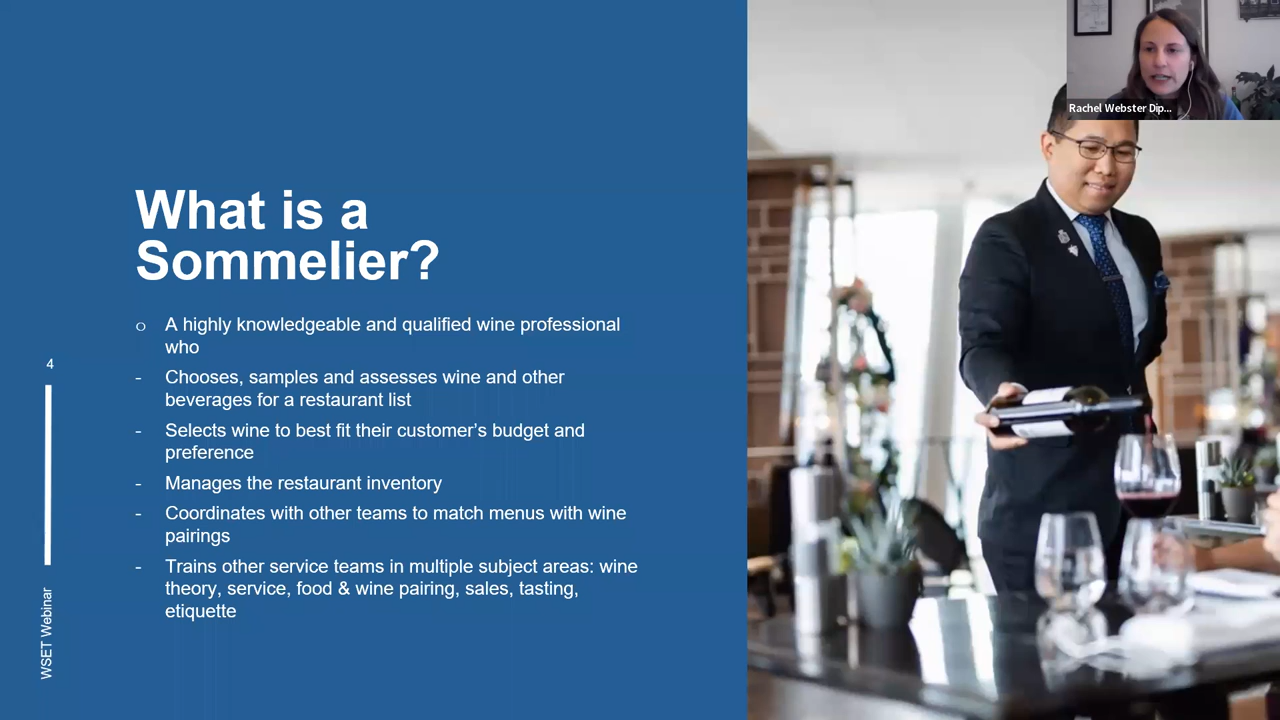 What is a
Sommelier?
o A highly knowledgeable and qualified wine professional
who
- Chooses, samples and assesses wine and other
beverages for a restaurant list
- Selects wine to best fit their customer's budget and
preference
- Manages the restaurant inventory
- Coordinates with other teams to match menus with wine
pairings
- Trains other service teams in multiple subject areas: wine
theory, service, food & wine pairing, sales, tasting,
etiquette
4
WSET Webinar
Rachel Webster Dip...